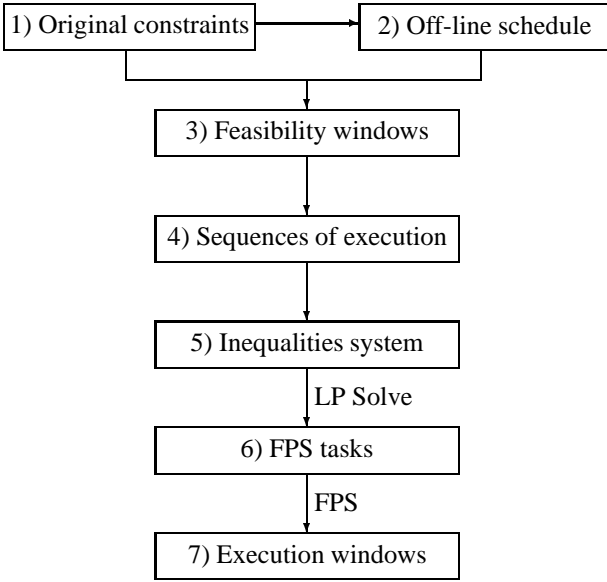 1) Original constraints
2) Off-line schedule
3) Feasibility windows
4) Sequences of execution
5) Inequalities system
LP Solve
6) FPS tasks
FPS
7) Execution windows